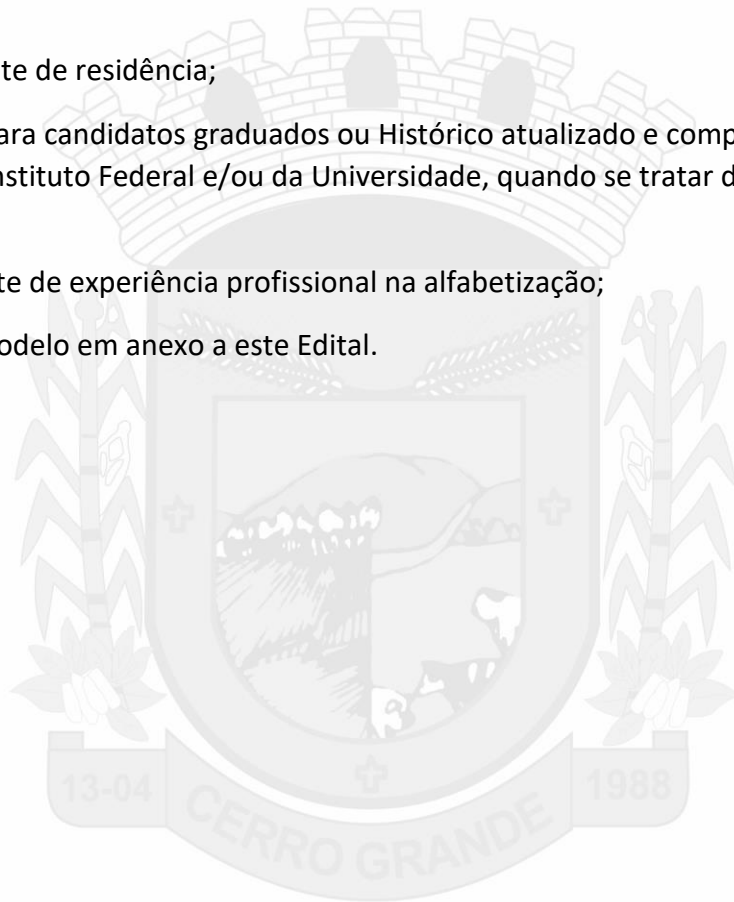 te de residência;
ara candidatos graduados ou Histórico atualizado e comp
nstituto Federal e/ou da Universidade, quando se tratar d
te de experiência profissional na alfabetização;
odelo em anexo a este Edital.
13-04
1988
CERRO GRANDE